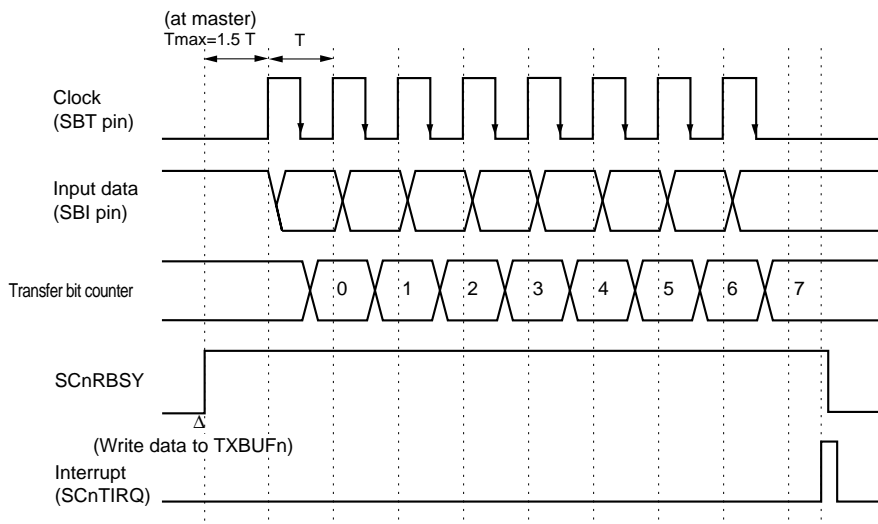 (at master)
Tmax=1.5 T
T
Clock
(SBT pin)
Input data
(SBI pin)
Transfer bit counter
0 1 2 3 4 5 6 7
SCnRBSY
Δ
(Write data to TXBUFn)
Interrupt
(SCnTIRQ)